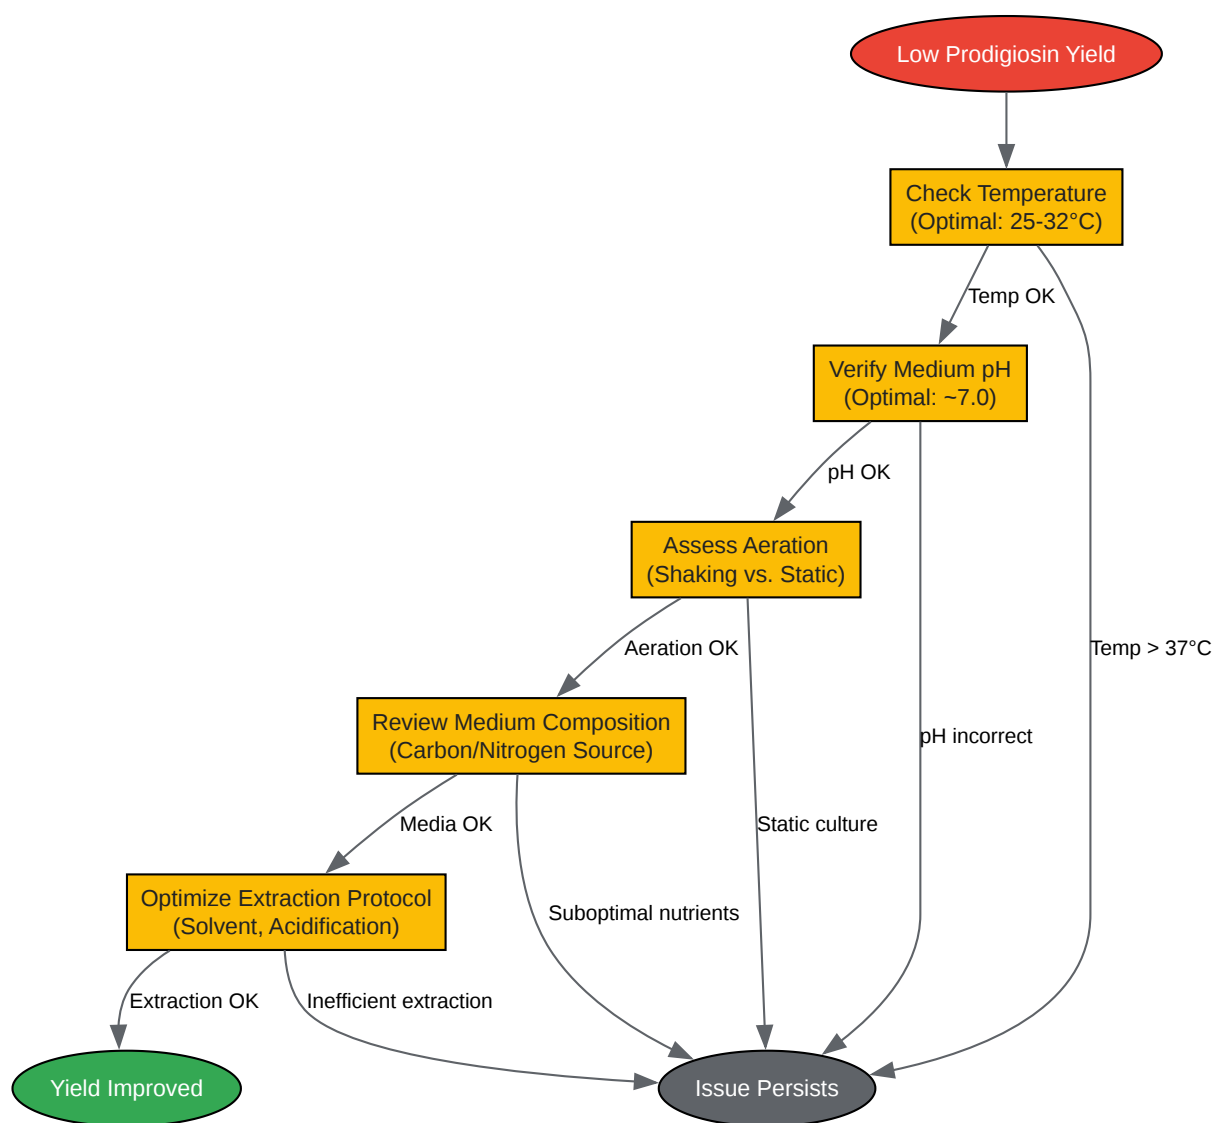 Low Prodigiosin Yield
Check Temperature
(Optimal: 25-32°C)
Temp OK
Verify Medium pH
(Optimal: ~7.0)
pH OK
Assess Aeration
(Shaking vs. Static)
Aeration OK
Temp > 37°C
Review Medium Composition
(Carbon/Nitrogen Source)
pH incorrect
Media OK
Static culture
Optimize Extraction Protocol
(Solvent, Acidification)
Suboptimal nutrients
Extraction OK
Inefficient extraction
Yield Improved
Issue Persists